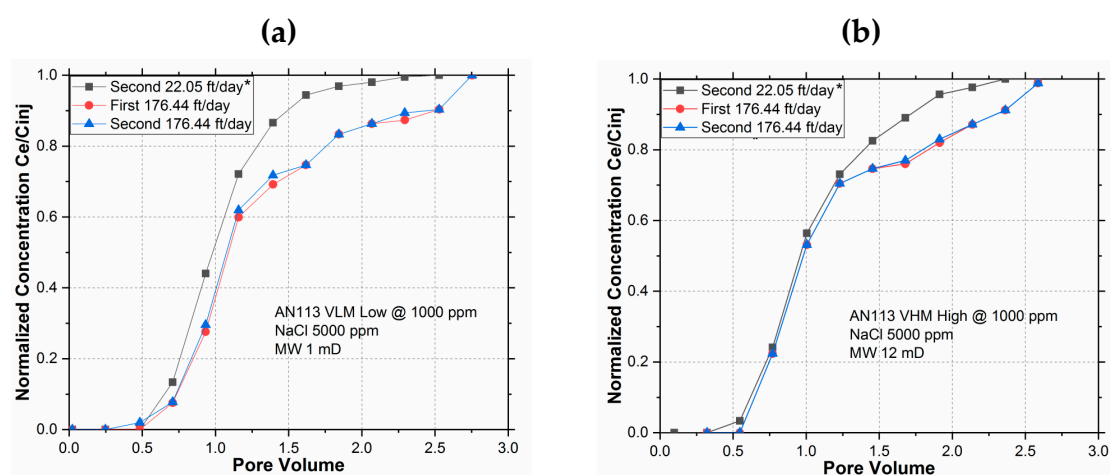 (a)
Normalized Concentration Ce/Cinj
1.0
0.8
0.6
0.4
0.2
0.0
Second 22.05 ft/day*
First 176.44 ft/day
Second 176.44 ft/day
AN113 VLM Low @ 1000 ppm
NaCl 5000 ppm
MW 1 mD
0.0 0.5 1.0 1.5 2.0 2.5 3.0
Pore Volume
(b)
Normalized Concentration Ce/Cinj
1.0
0.8
0.6
0.4
0.2
0.0
Second 22.05 ft/day*
First 176.44 ft/day
Second 176.44 ft/day
AN113 VHM High @ 1000 ppm
NaCl 5000 ppm
MW 12 mD
0.0 0.5 1.0 1.5 2.0 2.5 3.0
Pore Volume